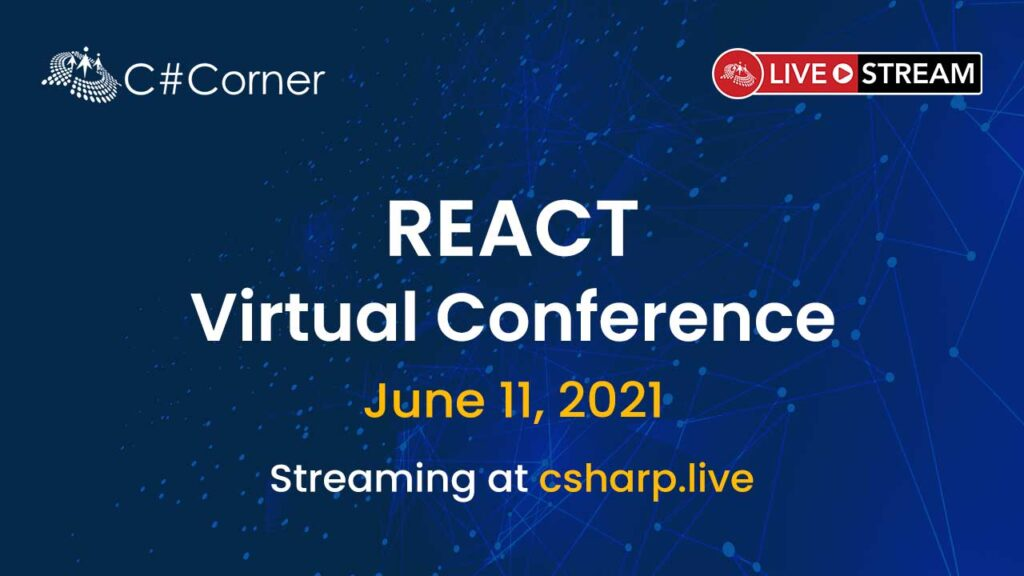 C#Corner
LIVE STREAM
REACT
Virtual Conference
June 11, 2021
Streaming at csharp.live